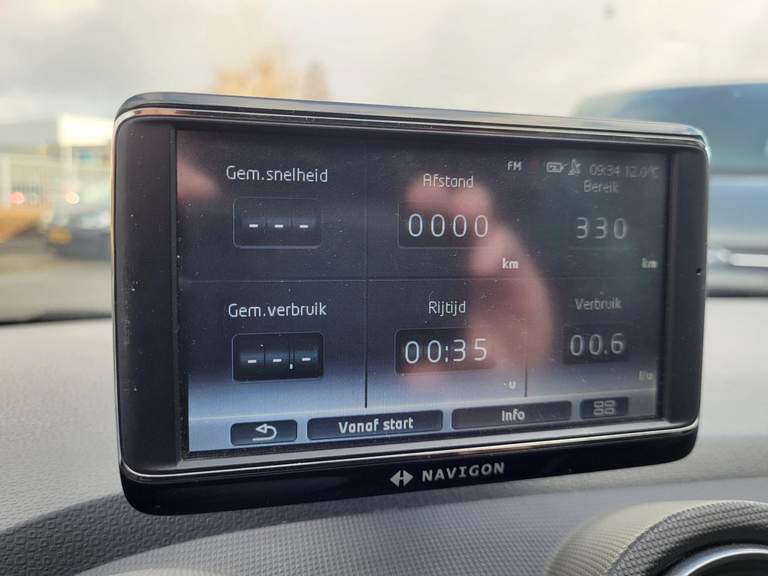 FM 09:34 12.0°C
Gem.snelheid Afstand Bereik
- - - 0000 330
km km
Gem.verbruik Rijtijd Verbruik
- -,- 00:35 00.6
u l/u
Vanaf start Info
NAVIGON